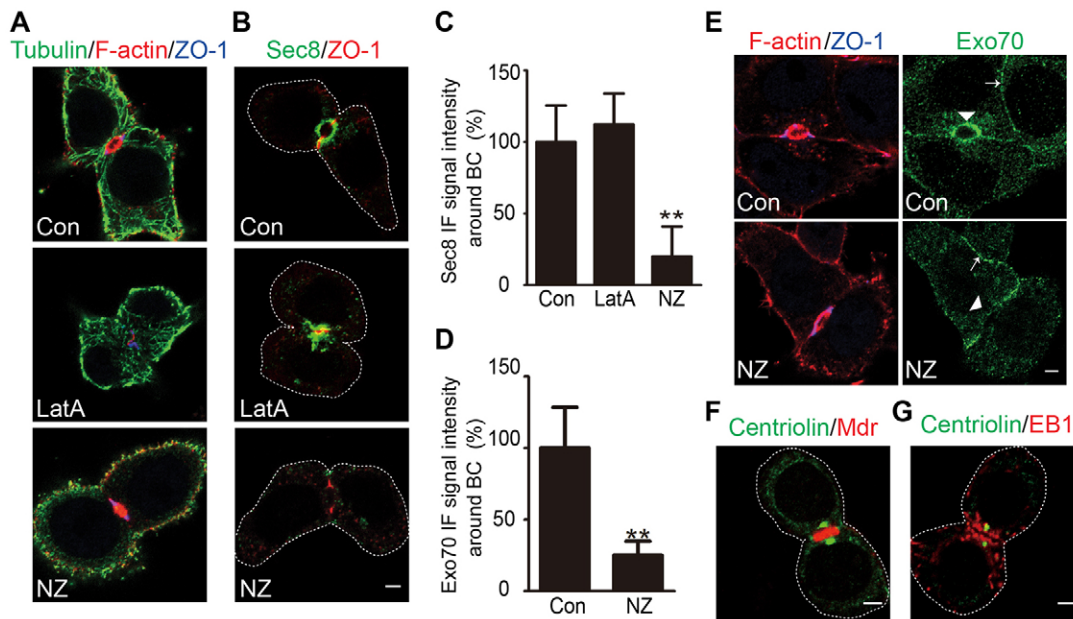 A
Tubulin/F-actin/ZO-1
Con
LatA
NZ
B
Sec8/ZO-1
Con
LatA
NZ
C
Sec8 IF signal intensity
around BC (%)
150
100
50
0
**
Con LatA NZ
D
Exo70 IF signal intensity
around BC (%)
150
100
50
0
**
Con NZ
E
F-actin/ZO-1 Exo70
Con Con
NZ NZ
F
Centriolin/Mdr
G
Centriolin/EB1